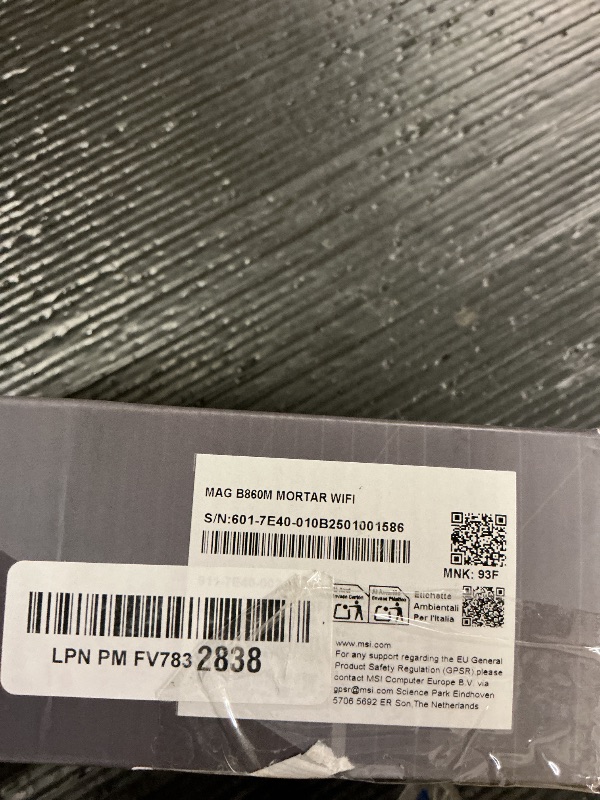 MAG B860M MORTAR WIFI
S/N:601-7E40-010B2501001586
MNK: 93F
Etichette
Ambientali
Per l'Italia
LPN PM FV7832838
www.msi.com
For any support regarding the EU General
Product Safety Regulation (GPSR) please
contact MSI Computer Europe B.V. via
gpsr@msi.com Science Park Eindhoven
5706 5692 ER Son, The Netherlands